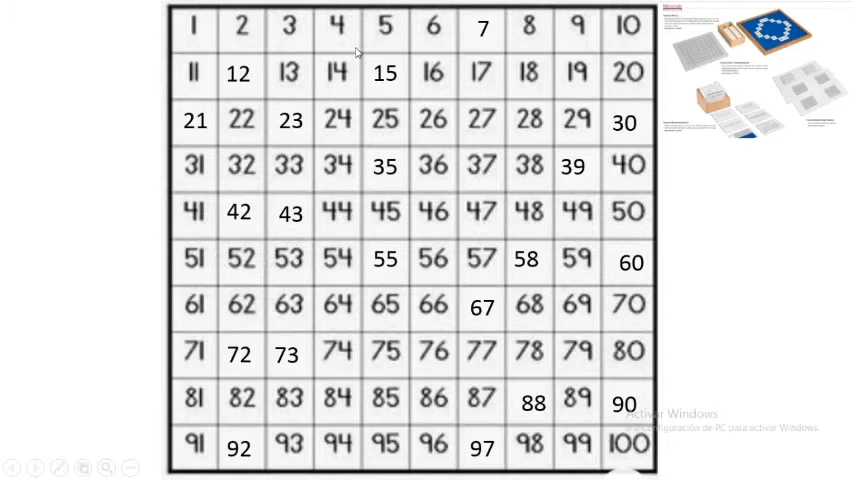 1 2 3 4 5 6 7 8 9 10
11 12 13 14 15 16 17 18 19 20
21 22 23 24 25 26 27 28 29 30
31 32 33 34 35 36 37 38 39 40
41 42 43 44 45 46 47 48 49 50
51 52 53 54 55 56 57 58 59 60
61 62 63 64 65 66 67 68 69 70
71 72 73 74 75 76 77 78 79 80
81 82 83 84 85 86 87 88 89 90
91 92 93 94 95 96 97 98 99 100
Activar Windows
configuración de PC para activar Windows.